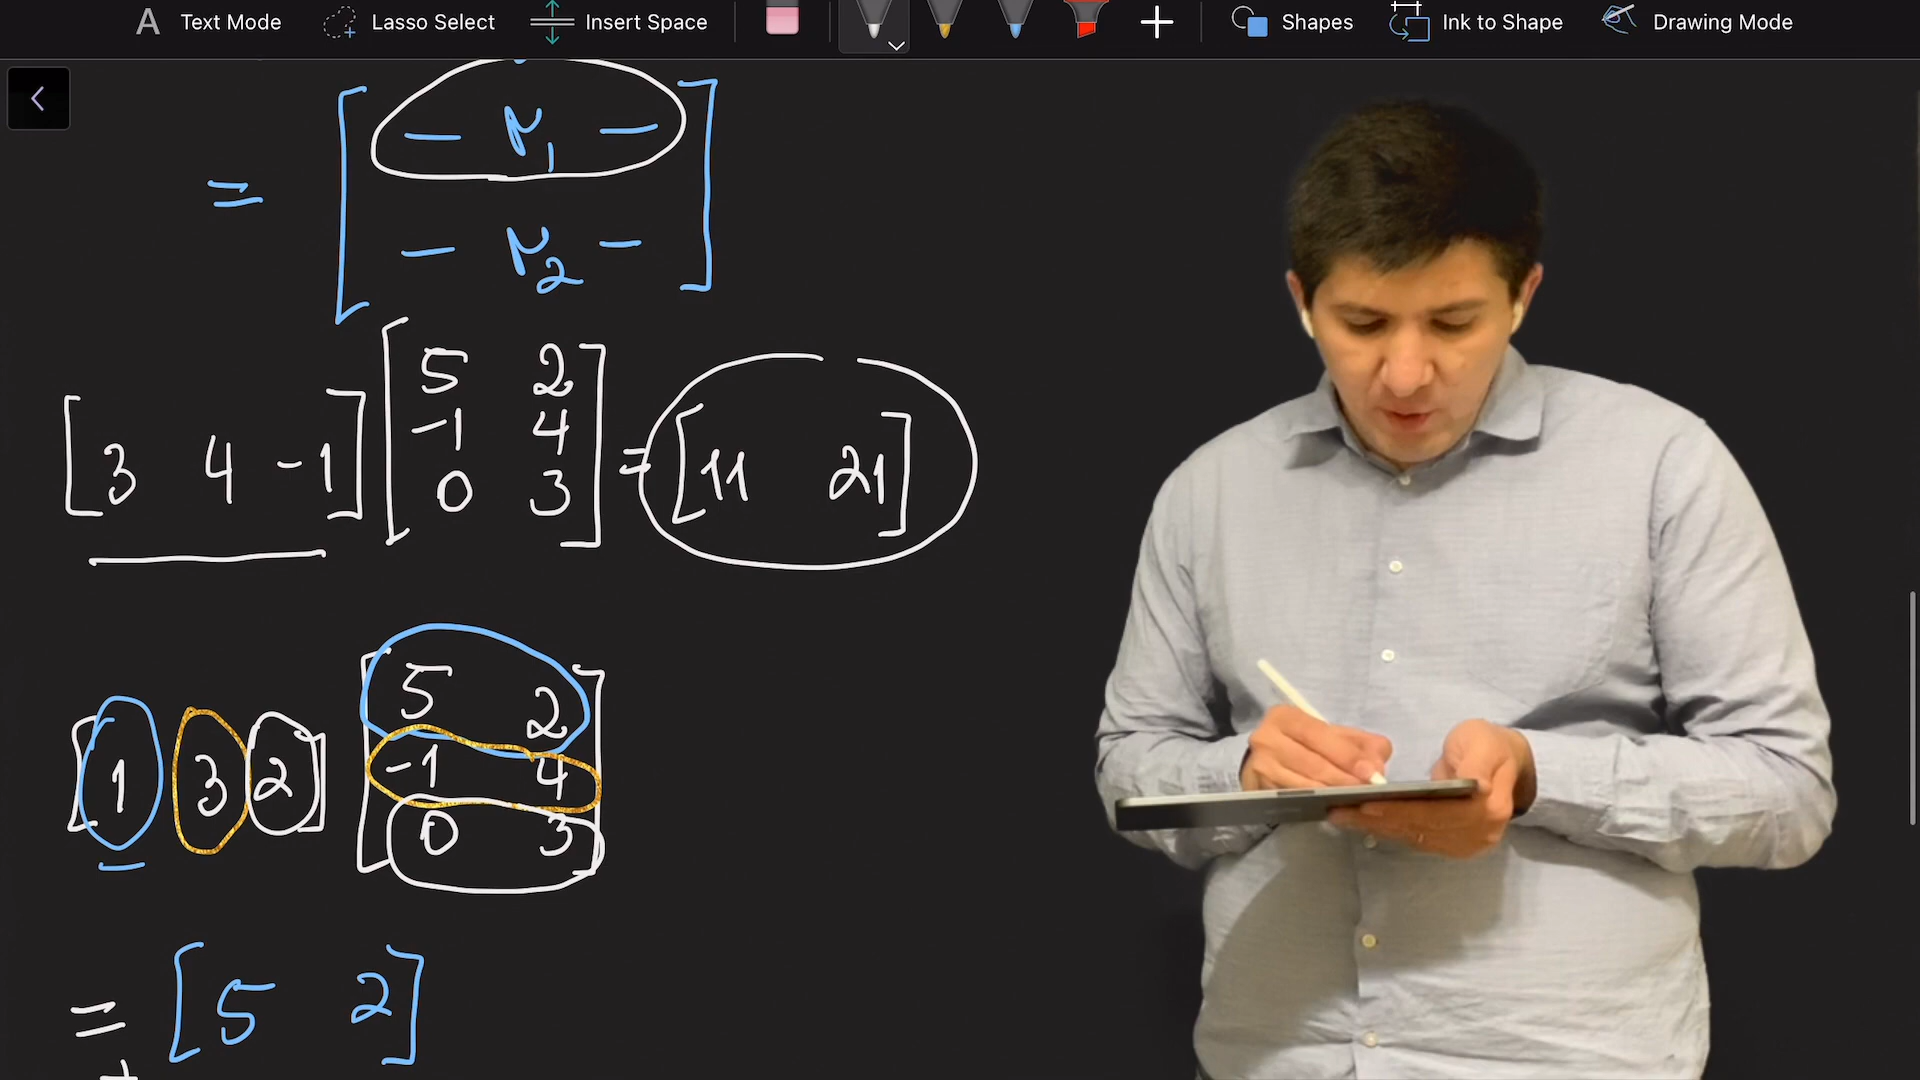 A Text Mode Lasso Select Insert Space Shapes Ink to Shape Drawing Mode
= [ — r₁ —
— r₂ — ]
[3 4 -1] [5 2
-1 4
0 3] = [11 21]
[1 3 2] [5 2
-1 4
0 3]
= [5 2]
+